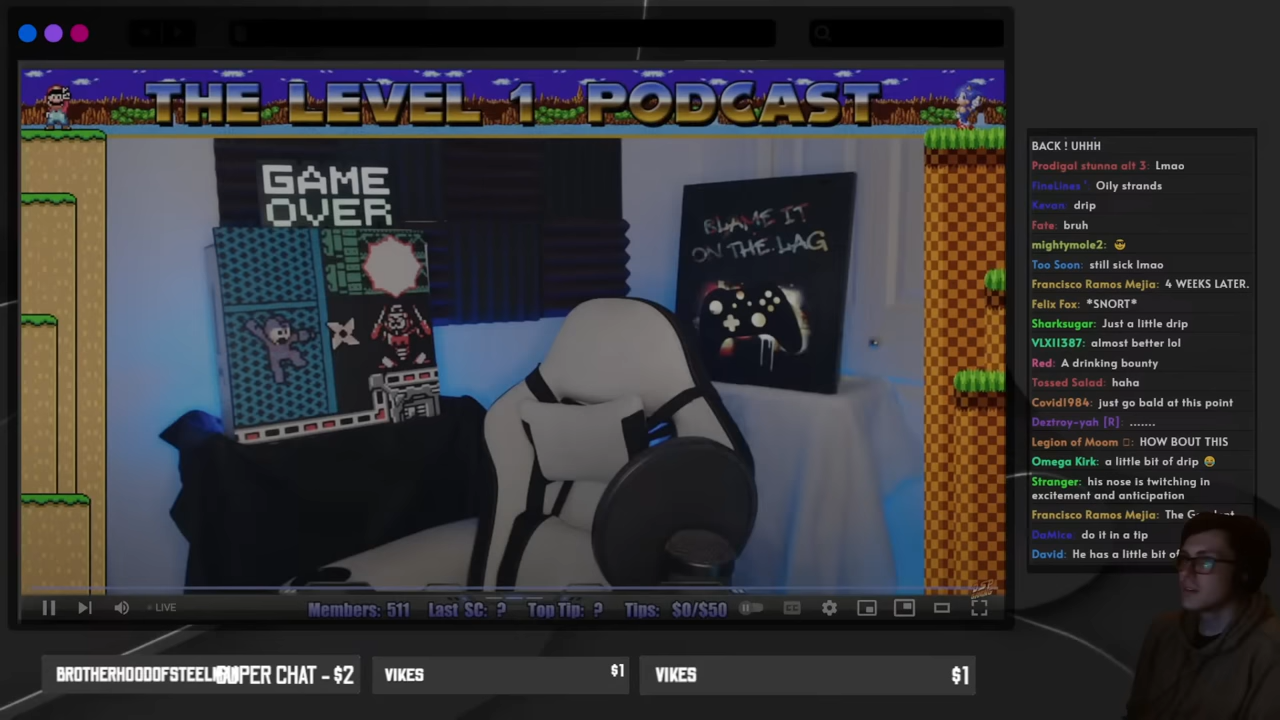 THE LEVEL 1 PODCAST
GAME
OVER
BLAME IT
ON THE LAG
LIVE
Members: 511 Last SC: ? Top Tip: ? Tips: $0/$50
BACK ! UHHH
Prodigal stunna alt 3: Lmao
FineLines ': Oily strands
Kevan: drip
Fate: bruh
mightymole2: 😎
Too Soon: still sick lmao
Francisco Ramos Mejia: 4 WEEKS LATER.
Felix Fox: *SNORT*
Sharksugar: Just a little drip
VLXII387: almost better lol
Red: A drinking bounty
Tossed Salad: haha
Covid1984: just go bald at this point
Deztroy-yah [R]: .......
Legion of Moom: HOW BOUT THIS
Omega Kirk: a little bit of drip 😭
Stranger: his nose is twitching in
excitement and anticipation
Francisco Ramos Mejia: The
DaMice: do it in a tip
David: He has a little bit
SUPER CHAT - $2
VIKES $1
VIKES $1